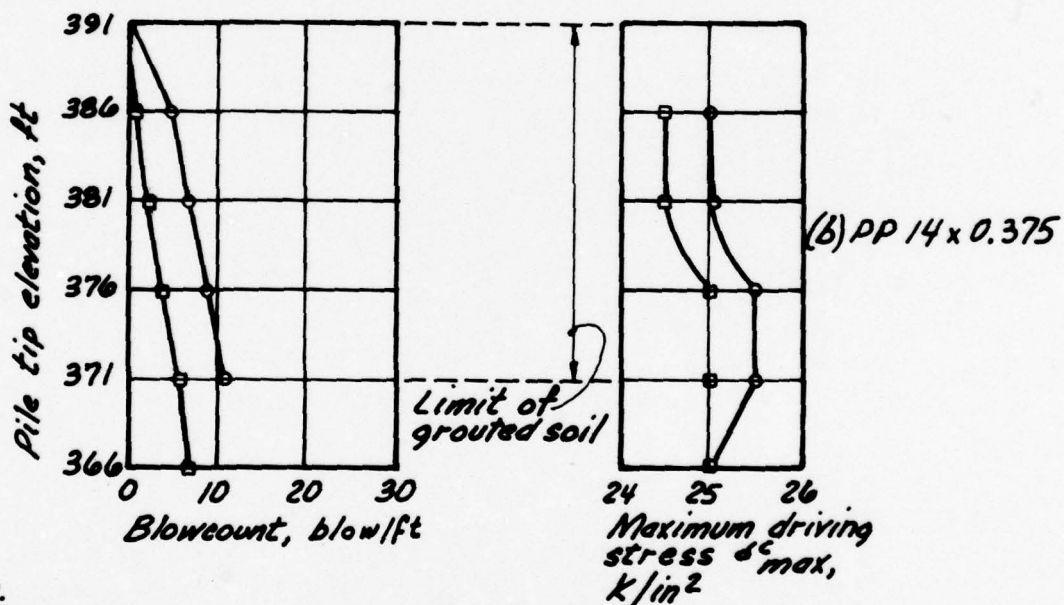 391
386
381
376
371
366
Pile tip elevation, ft
0 10 20 30
Blowcount, blow/ft
Limit of
grouted soil
24 25 26
Maximum driving
stress σᶜmax,
K/in²
(b) PP 14 x 0.375